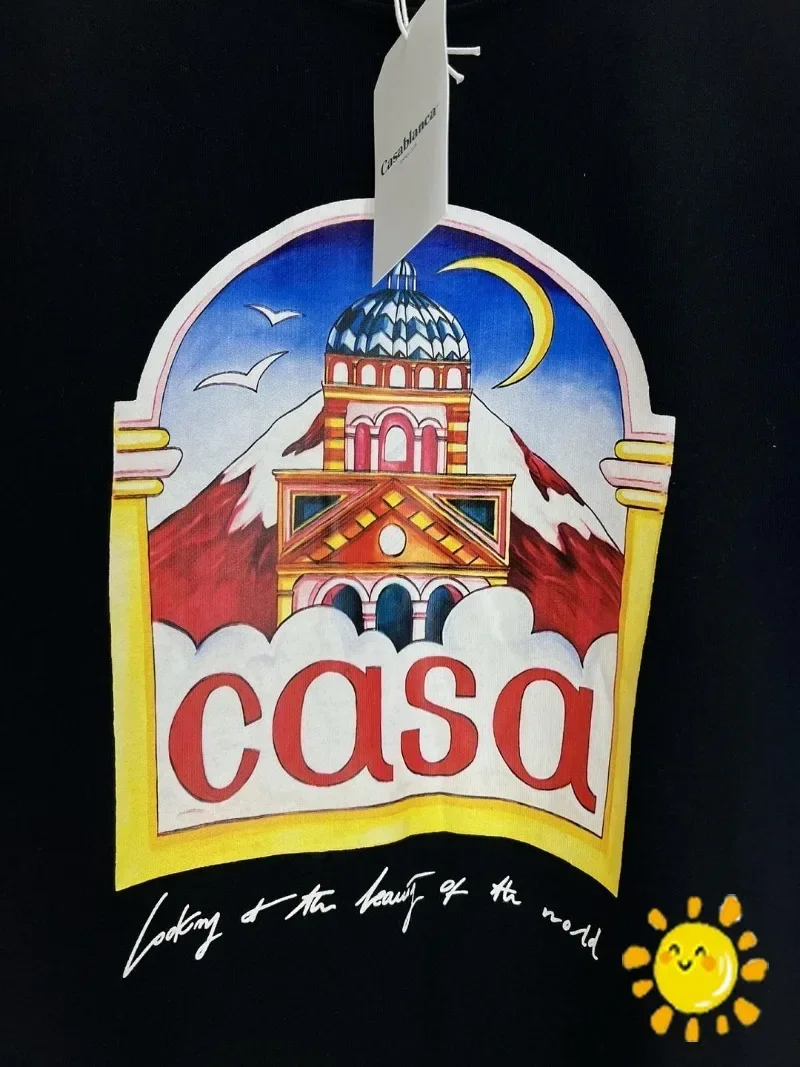 Casablanca
casa
Looking at the beauty of the world